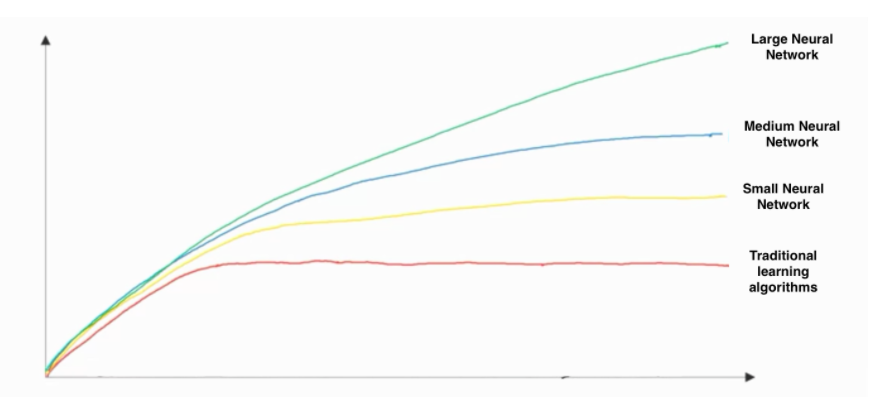 Large Neural
Network
Medium Neural
Network
Small Neural
Network
Traditional
learning
algorithms